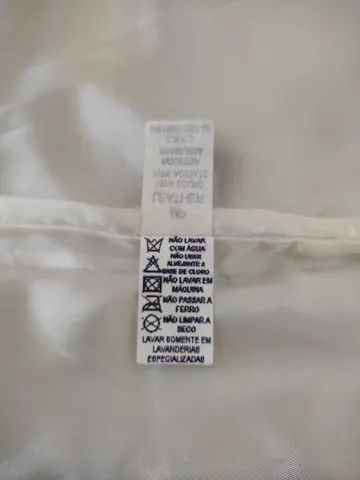 LEATHER
NÃO LAVAR
COM ÁGUA
NÃO USAR
ALVEJANTE A
BASE DE CLORO
NÃO LAVAR EM
MÁQUINA
NÃO PASSAR A
FERRO
NÃO LIMPAR A
SECO
LAVAR SOMENTE EM
LAVANDERIAS
ESPECIALIZADAS